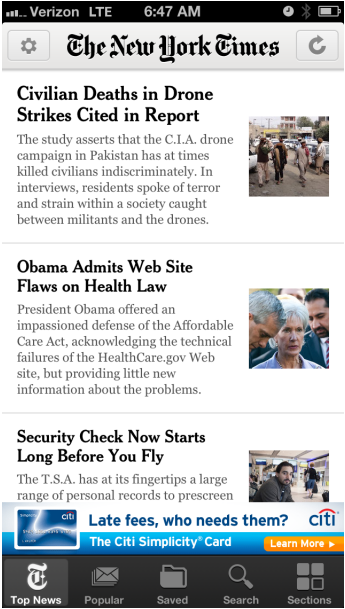 Verizon LTE 6:47 AM
The New York Times
Civilian Deaths in Drone
Strikes Cited in Report
The study asserts that the C.I.A. drone
campaign in Pakistan has at times
killed civilians indiscriminately. In
interviews, residents spoke of terror
and strain within a society caught
between militants and the drones.
Obama Admits Web Site
Flaws on Health Law
President Obama offered an
impassioned defense of the Affordable
Care Act, acknowledging the technical
failures of the HealthCare.gov Web
site, but providing little new
information about the problems.
Security Check Now Starts
Long Before You Fly
The T.S.A. has at its fingertips a large
range of personal records to prescreen
Simplicity
citi
Late fees, who needs them?
citi
The Citi Simplicity® Card
Learn More
Top News
Popular
Saved
Search
Sections